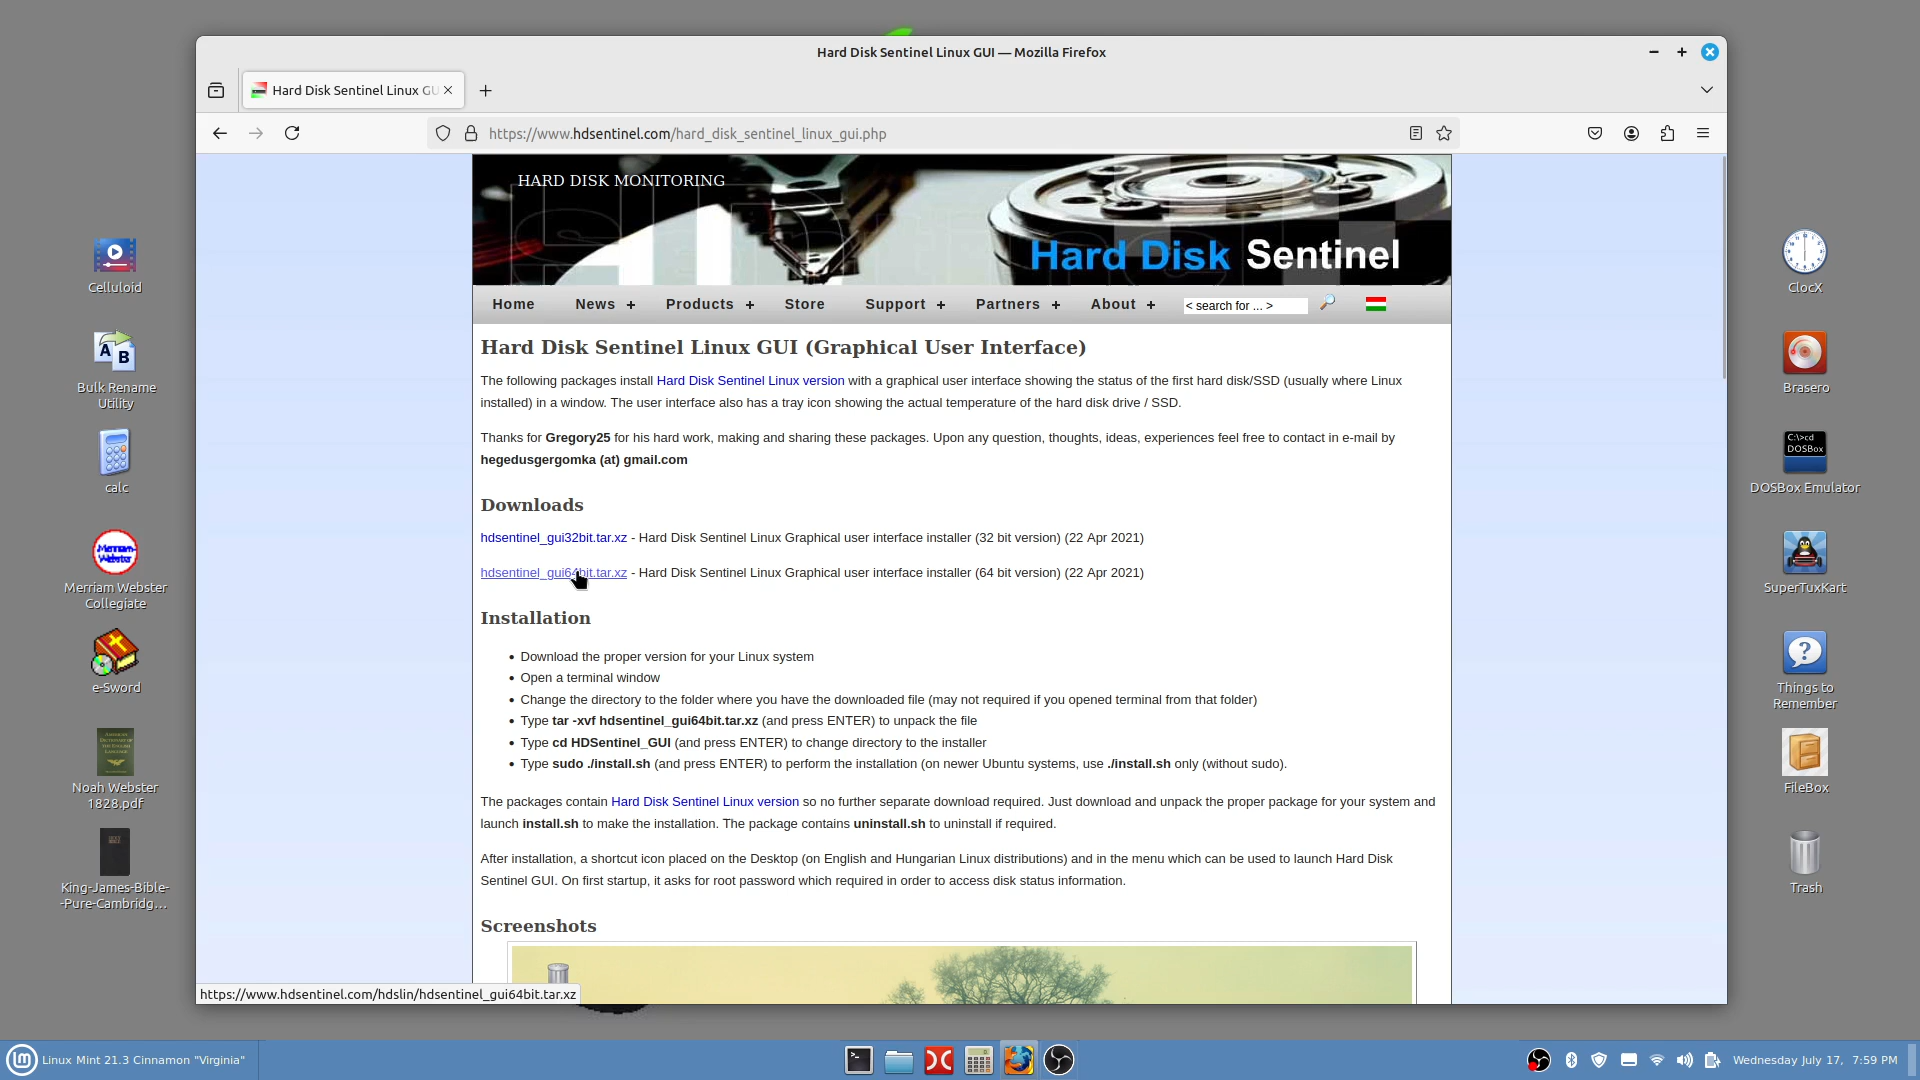 Hard Disk Sentinel Linux GUI — Mozilla Firefox
Hard Disk Sentinel Linux GU
https://www.hdsentinel.com/hard_disk_sentinel_linux_gui.php
HARD DISK MONITORING
Hard Disk Sentinel
Home News + Products + Store Support + Partners + About + < search for ... >
Hard Disk Sentinel Linux GUI (Graphical User Interface)
The following packages install Hard Disk Sentinel Linux version with a graphical user interface showing the status of the first hard disk/SSD (usually where Linux
installed) in a window. The user interface also has a tray icon showing the actual temperature of the hard disk drive / SSD.
Thanks for Gregory25 for his hard work, making and sharing these packages. Upon any question, thoughts, ideas, experiences feel free to contact in e-mail by
hegedusgergomka (at) gmail.com
Downloads
hdsentinel_gui32bit.tar.xz - Hard Disk Sentinel Linux Graphical user interface installer (32 bit version) (22 Apr 2021)
hdsentinel_gui64bit.tar.xz - Hard Disk Sentinel Linux Graphical user interface installer (64 bit version) (22 Apr 2021)
Installation
• Download the proper version for your Linux system
• Open a terminal window
• Change the directory to the folder where you have the downloaded file (may not required if you opened terminal from that folder)
• Type tar -xvf hdsentinel_gui64bit.tar.xz (and press ENTER) to unpack the file
• Type cd HDSentinel_GUI (and press ENTER) to change directory to the installer
• Type sudo ./install.sh (and press ENTER) to perform the installation (on newer Ubuntu systems, use ./install.sh only (without sudo).
The packages contain Hard Disk Sentinel Linux version so no further separate download required. Just download and unpack the proper package for your system and
launch install.sh to make the installation. The package contains uninstall.sh to uninstall if required.
After installation, a shortcut icon placed on the Desktop (on English and Hungarian Linux distributions) and in the menu which can be used to launch Hard Disk
Sentinel GUI. On first startup, it asks for root password which required in order to access disk status information.
Screenshots
https://www.hdsentinel.com/hdslin/hdsentinel_gui64bit.tar.xz
Celluloid
A B
Bulk Rename
Utility
calc
Merriam-
Webster
Merriam Webster
Collegiate
e-Sword
AMERICAN
DICTIONARY
OF THE ENGLISH
LANGUAGE
Noah Webster
1828.pdf
HOLY
BIBLE
King-James-Bible-
-Pure-Cambridg...
ClocX
Brasero
C:\>cd
DOSBox
DOSBox Emulator
SuperTuxKart
?
Things to
Remember
FileBox
Trash
Linux Mint 21.3 Cinnamon "Virginia"
Wednesday July 17, 7:59 PM